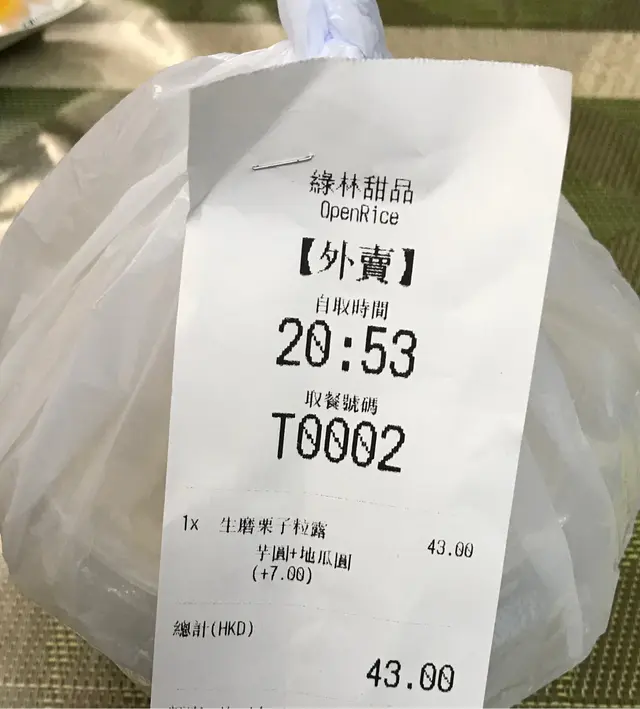 綠林甜品
OpenRice
【外賣】
自取時間
20:53
取餐號碼
T0002
1x 生磨栗子粒露 43.00
芋圓+地瓜圓
(+7.00)
總計(HKD)
43.00